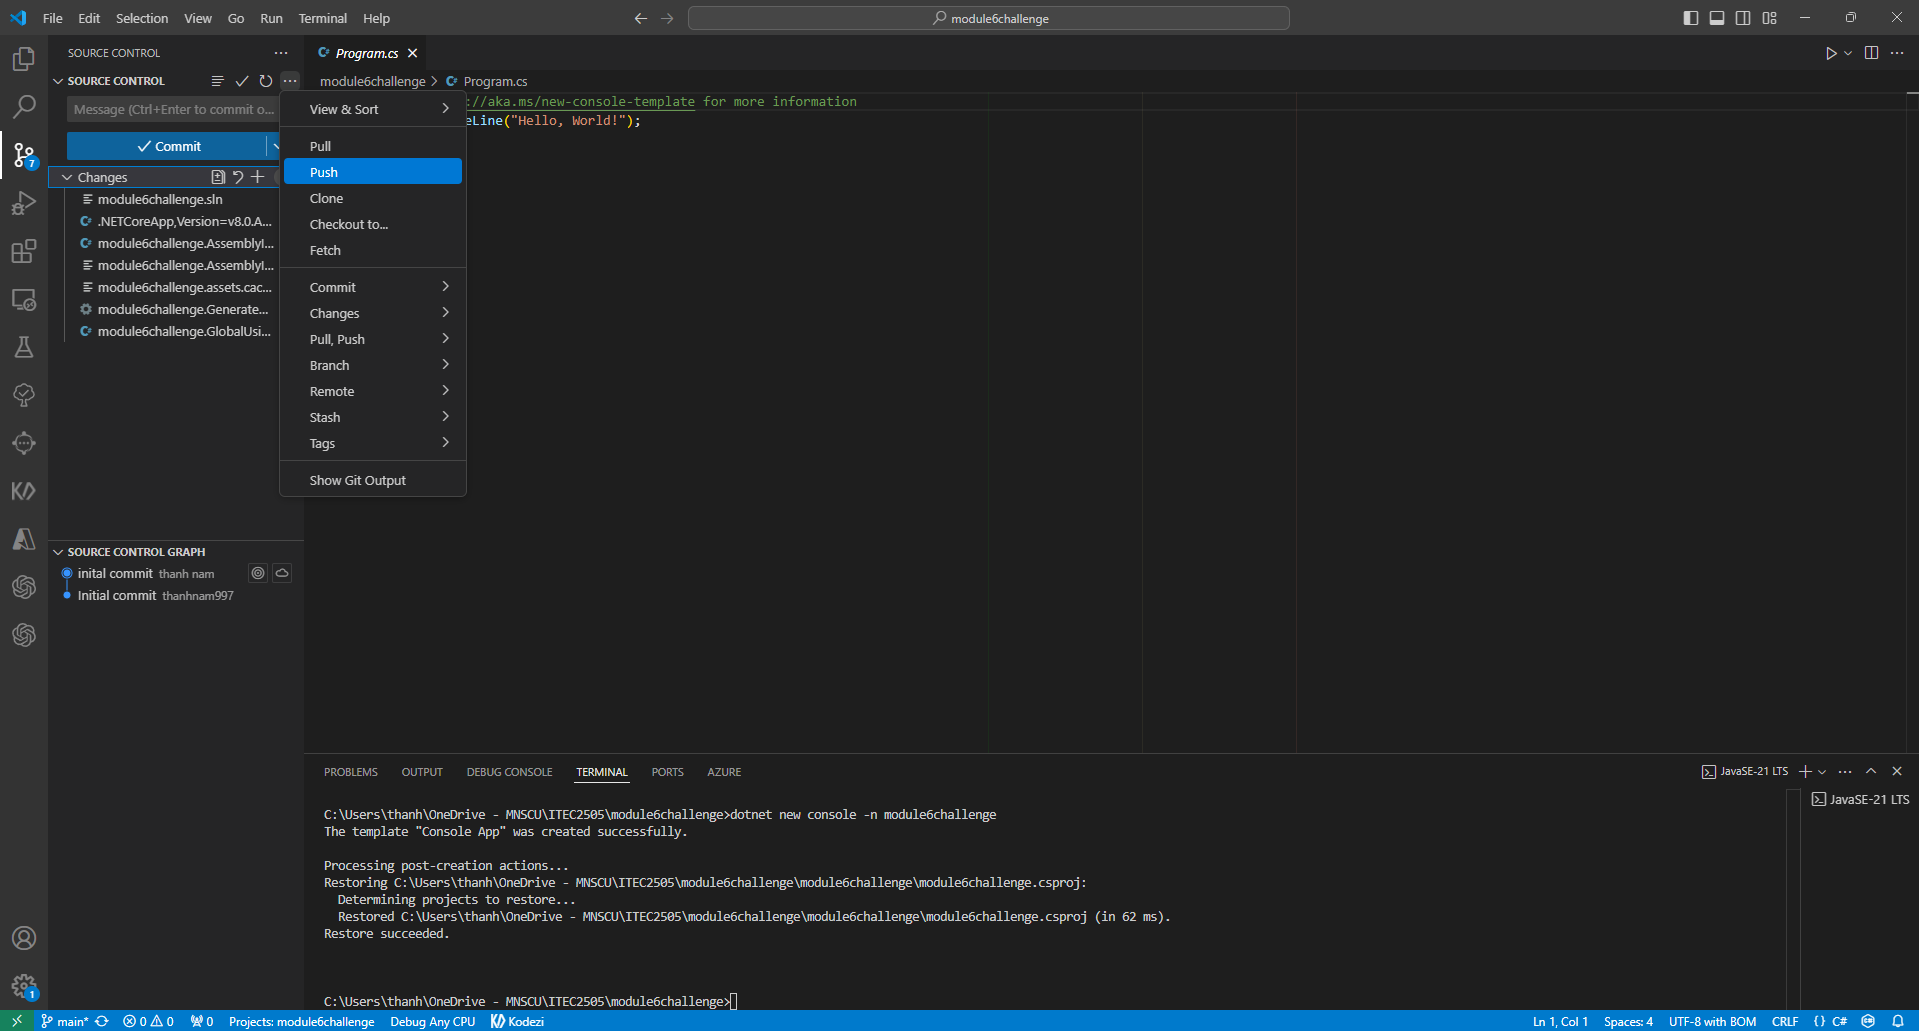 File Edit Selection View Go Run Terminal Help
module6challenge
SOURCE CONTROL
SOURCE CONTROL
Message (Ctrl+Enter to commit o...
Commit
Changes
module6challenge.sln
.NETCoreApp,Version=v8.0.A...
module6challenge.AssemblyI...
module6challenge.AssemblyI...
module6challenge.assets.cac...
module6challenge.Generate...
module6challenge.GlobalUsi...
7
View & Sort
Pull
Push
Clone
Checkout to...
Fetch
Commit
Changes
Pull, Push
Branch
Remote
Stash
Tags
Show Git Output
SOURCE CONTROL GRAPH
inital commit thanh nam
Initial commit thanhnam997
1
Program.cs
module6challenge > Program.cs
://aka.ms/new-console-template for more information
eLine("Hello, World!");
PROBLEMS OUTPUT DEBUG CONSOLE TERMINAL PORTS AZURE
JavaSE-21 LTS
JavaSE-21 LTS
C:\Users\thanh\OneDrive - MNSCU\ITEC2505\module6challenge>dotnet new console -n module6challenge
The template "Console App" was created successfully.
Processing post-creation actions...
Restoring C:\Users\thanh\OneDrive - MNSCU\ITEC2505\module6challenge\module6challenge\module6challenge.csproj:
Determining projects to restore...
Restored C:\Users\thanh\OneDrive - MNSCU\ITEC2505\module6challenge\module6challenge\module6challenge.csproj (in 62 ms).
Restore succeeded.
C:\Users\thanh\OneDrive - MNSCU\ITEC2505\module6challenge>
main* 0 0 0 Projects: module6challenge Debug Any CPU Kodezi
Ln 1, Col 1 Spaces: 4 UTF-8 with BOM CRLF {} C#